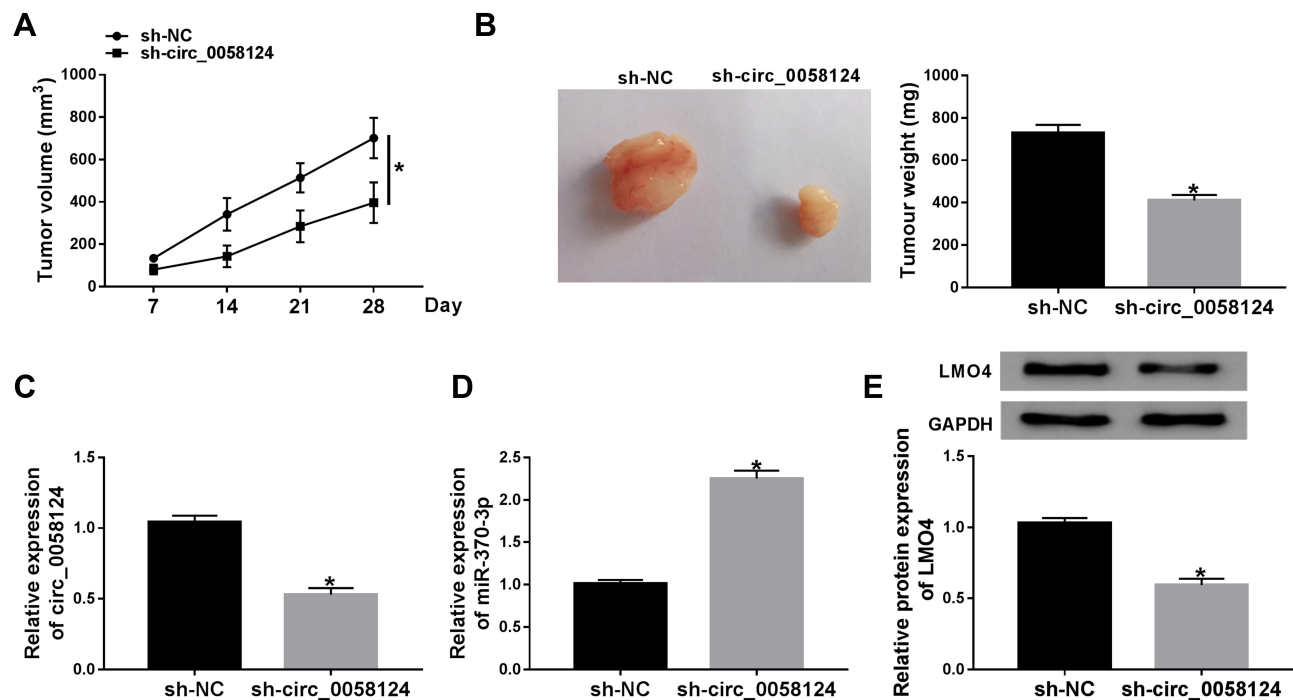 A
sh-NC
sh-circ_0058124
Tumor volume (mm3)
1000
800
600
400
200
0
*
7 14 21 28 Day
B
sh-NC sh-circ_0058124
Tumour weight (mg)
1000
800
600
400
200
0
*
sh-NC sh-circ_0058124
C
Relative expression
of circ_0058124
1.5
1.0
0.5
0.0
*
sh-NC sh-circ_0058124
D
Relative expression
of miR-370-3p
2.5
2.0
1.5
1.0
0.5
0.0
*
sh-NC sh-circ_0058124
E
LMO4
GAPDH
Relative protein expression
of LMO4
1.5
1.0
0.5
0.0
*
sh-NC sh-circ_0058124